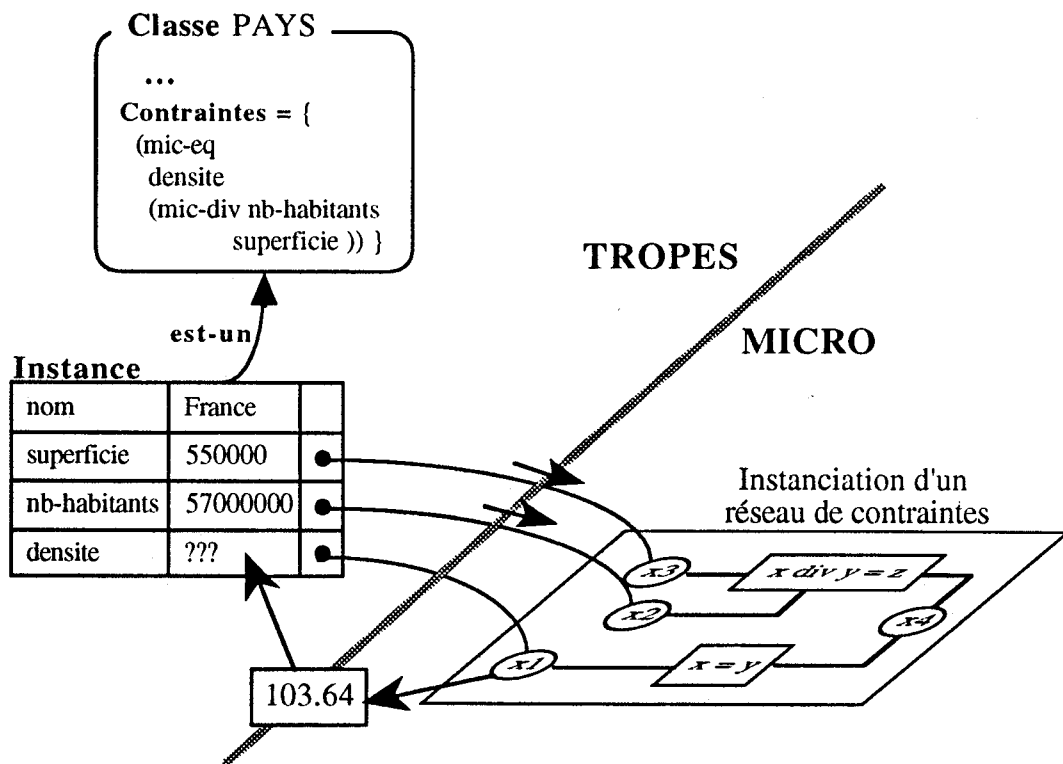 Classe PAYS
...
Contraintes = {
(mic-eq
densite
(mic-div nb-habitants
superficie )) }
TROPES
MICRO
est-un
Instance
nom France
superficie 550000
nb-habitants 57000000
densite ???
Instanciation d'un
réseau de contraintes
x3
x div y = z
x2
x4
x1
x = y
103.64